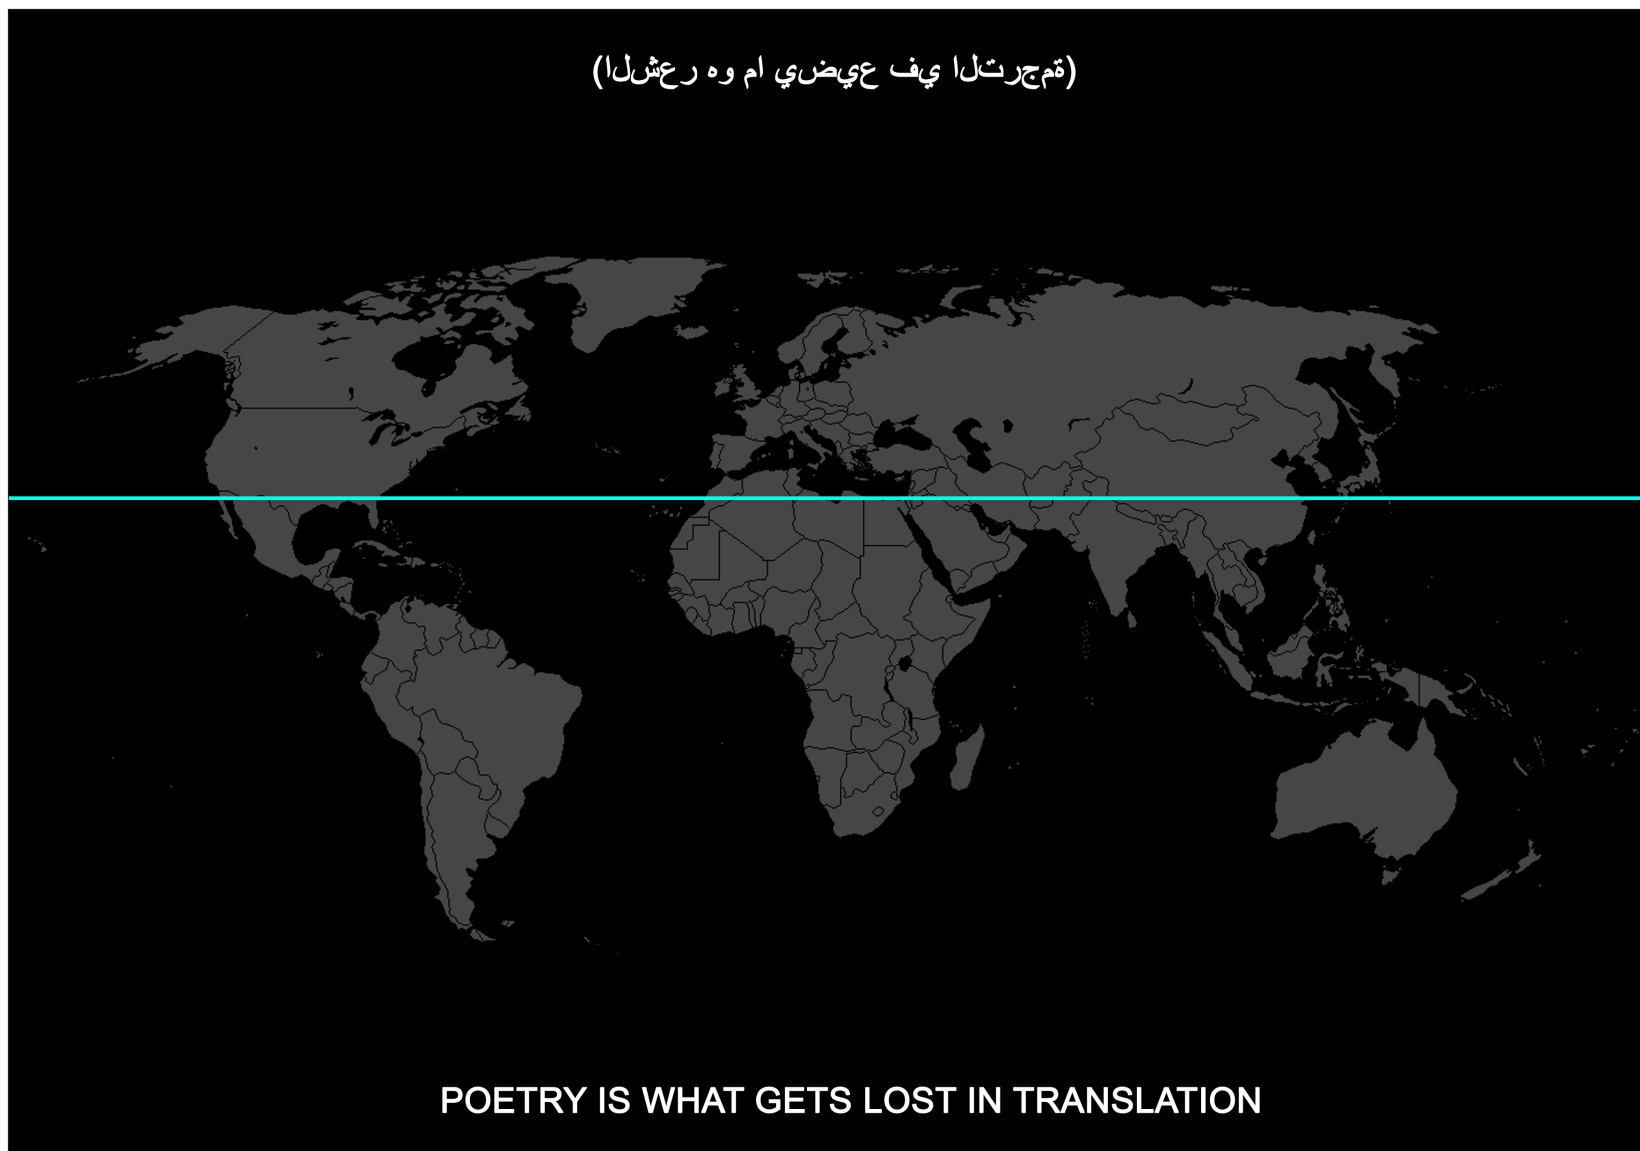 (الشعر هو ما يضيع في الترجمة)
POETRY IS WHAT GETS LOST IN TRANSLATION